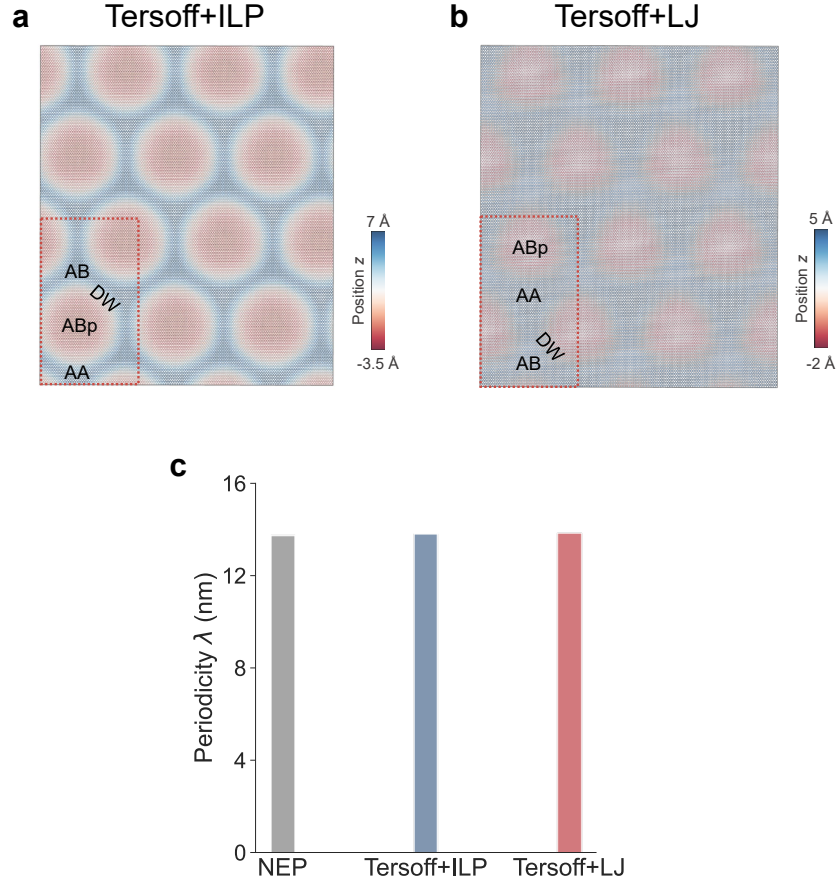 a
Tersoff+ILP
AB
DW
ABp
AA
7 Å
Position z
-3.5 Å
b
Tersoff+LJ
ABp
AA
DW
AB
5 Å
Position z
-2 Å
c
Periodicity λ (nm)
16
12
8
4
0
NEP
Tersoff+ILP
Tersoff+LJ